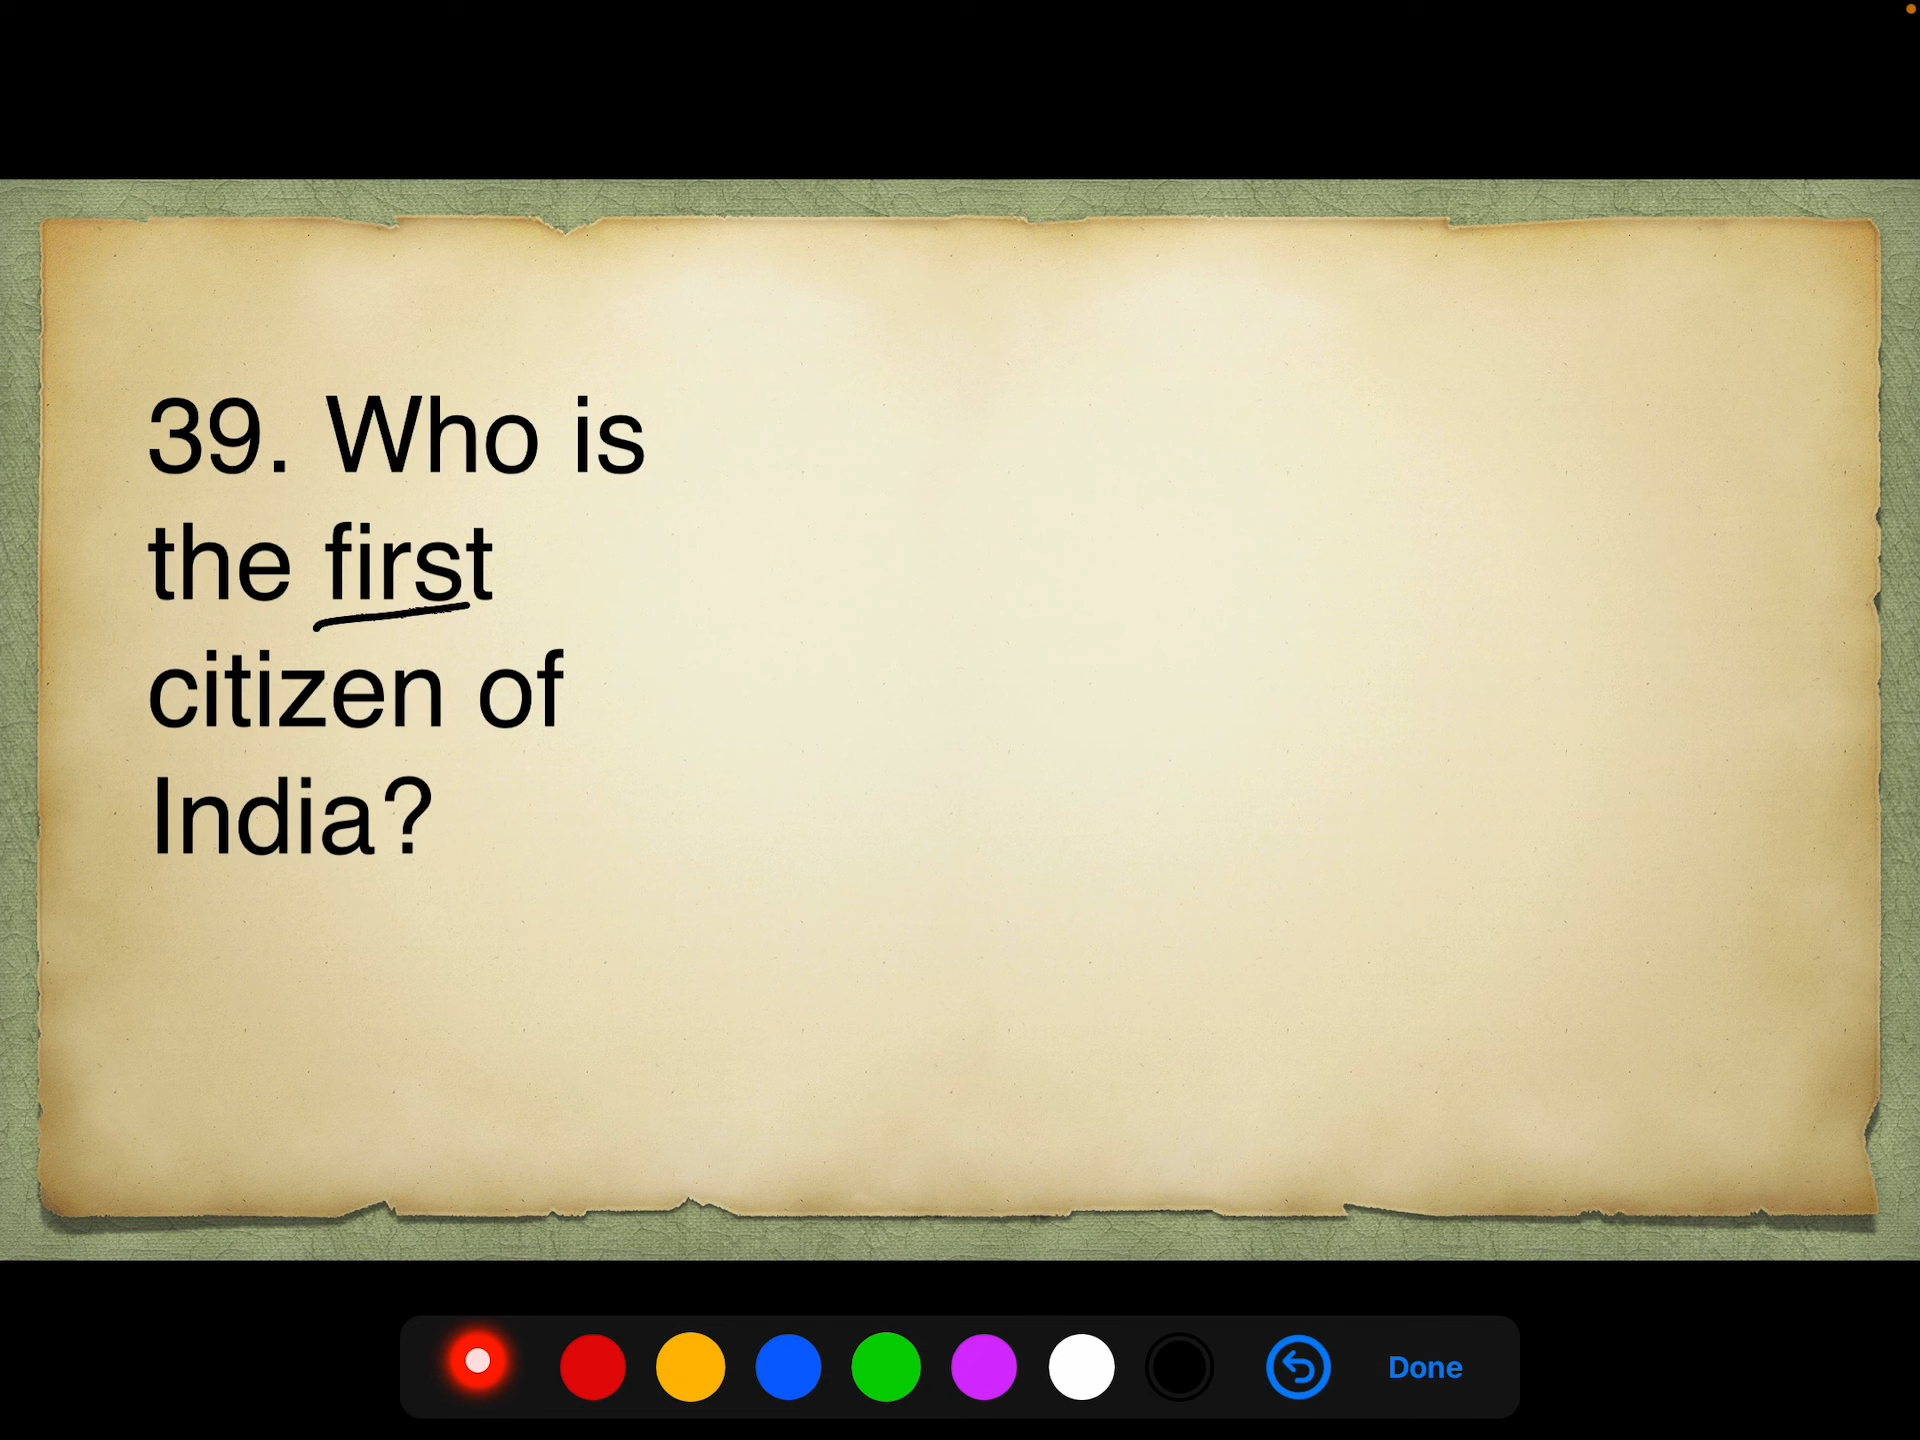 39. Who is
the first
citizen of
India?
Done